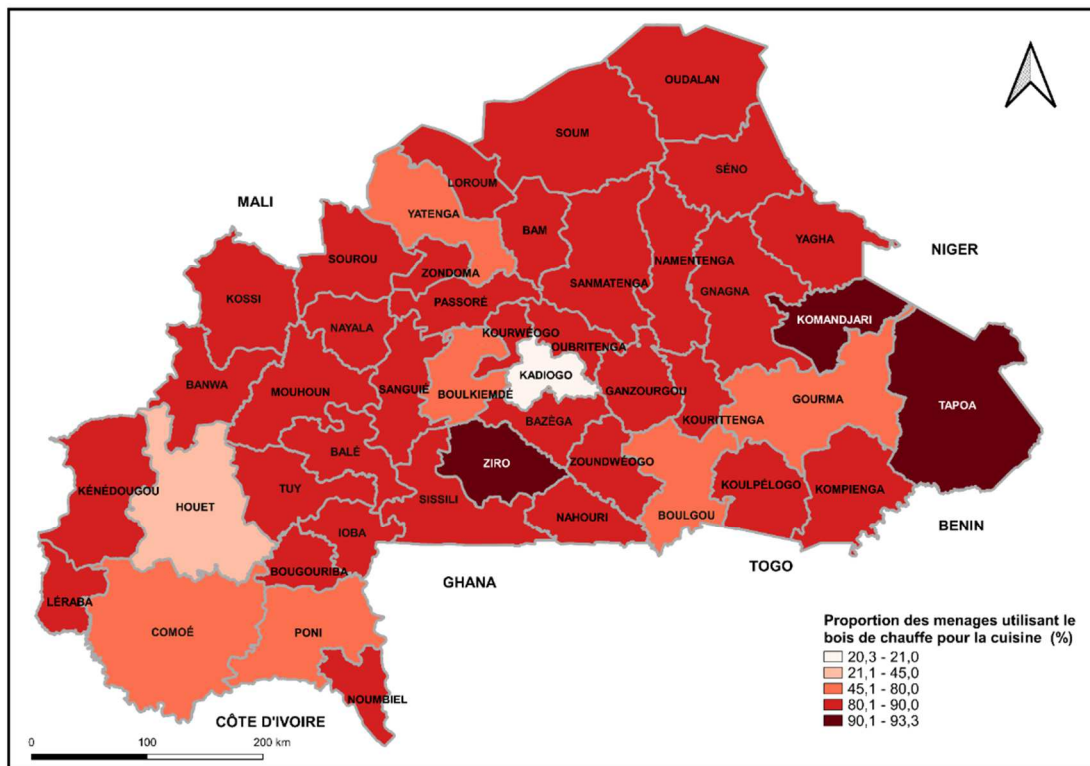 OUDALAN
SOUM
SÉNO
LOROUM
MALI
YATENGA
BAM
YAGHA
NIGER
SOUROU
ZONDOMA
SANMATENGA
NAMENTENGA
GNAGNA
KOSSI
PASSORÉ
KOMANDJARI
NAYALA
KOURWÉOGO
OUBRITENGA
BANWA
MOUHOUN
SANGUIÉ
BOULKIEMDÉ
KADIOGO
GANZOURGOU
GOURMA
TAPOA
BAZÈGA
KOURITTENGA
BALÉ
ZIRO
ZOUNDWÉOGO
KÉNÉDOUGOU
HOUET
TUY
SISSILI
KOULPÉLOGO
KOMPIENGA
NAHOURI
BOULGOU
IOBA
BENIN
BOUGOURIBA
TOGO
GHANA
LÉRABA
COMOÉ
PONI
NOUMBIEL
CÔTE D'IVOIRE
Proportion des menages utilisant le
bois de chauffe pour la cuisine (%)
20,3 - 21,0
21,1 - 45,0
45,1 - 80,0
80,1 - 90,0
90,1 - 93,3
0 100 200 km